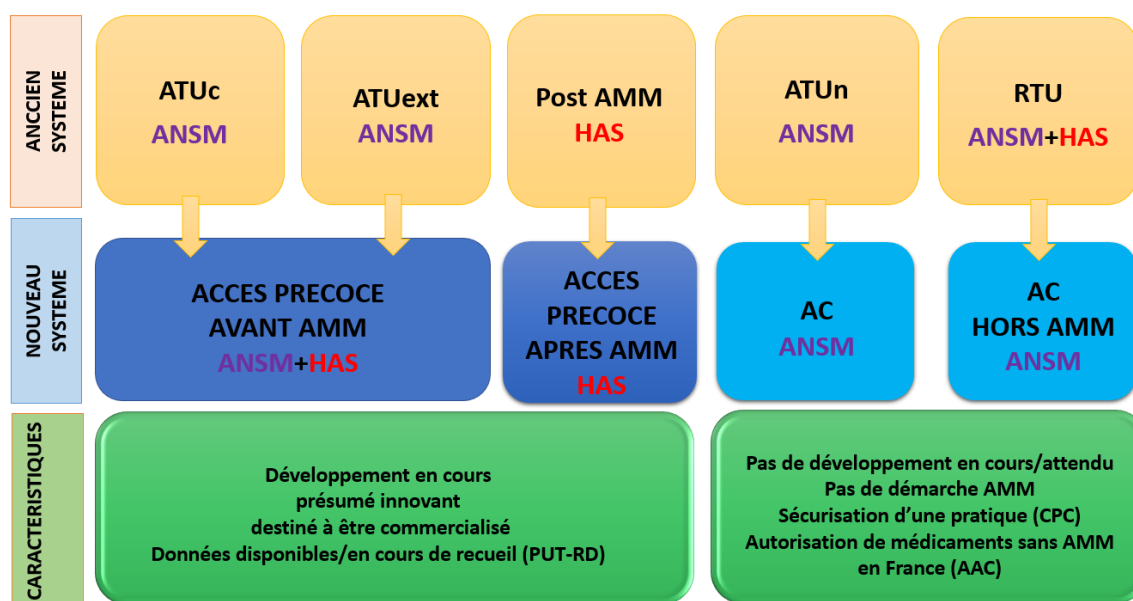 ANCCIEN
SYSTEME
ATUc
ANSM
ATUext
ANSM
Post AMM
HAS
ATUn
ANSM
RTU
ANSM+HAS
NOUVEAU
SYSTEME
ACCES PRECOCE
AVANT AMM
ANSM+HAS
ACCES
PRECOCE
APRES AMM
HAS
AC
ANSM
AC
HORS AMM
ANSM
CARACTERISTIQUES
Développement en cours
présumé innovant
destiné à être commercialisé
Données disponibles/en cours de recueil (PUT-RD)
Pas de développement en cours/attendu
Pas de démarche AMM
Sécurisation d’une pratique (CPC)
Autorisation de médicaments sans AMM
en France (AAC)